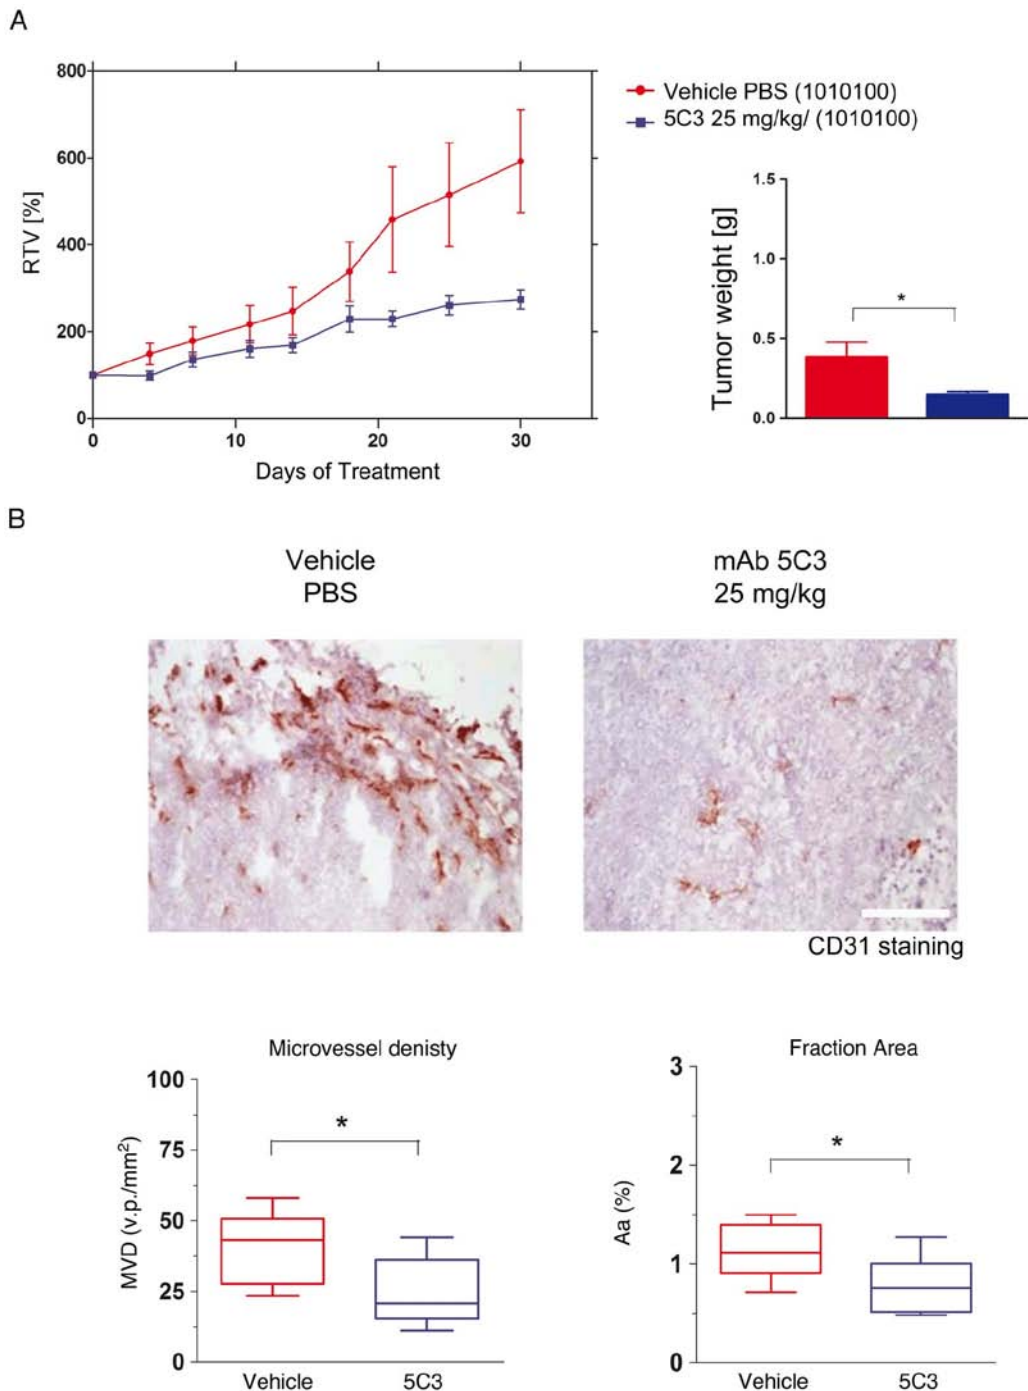 A
800
600
400
200
0
RTV [%]
0 10 20 30
Days of Treatment
Vehicle PBS (1010100)
5C3 25 mg/kg/ (1010100)
1.5
1.0
0.5
0.0
Tumor weight [g]
*
B
Vehicle
PBS
mAb 5C3
25 mg/kg
CD31 staining
Microvessel denisty
100
75
50
25
0
MVD (v.p./mm²)
*
Vehicle 5C3
Fraction Area
3
2
1
0
Aa (%)
*
Vehicle 5C3